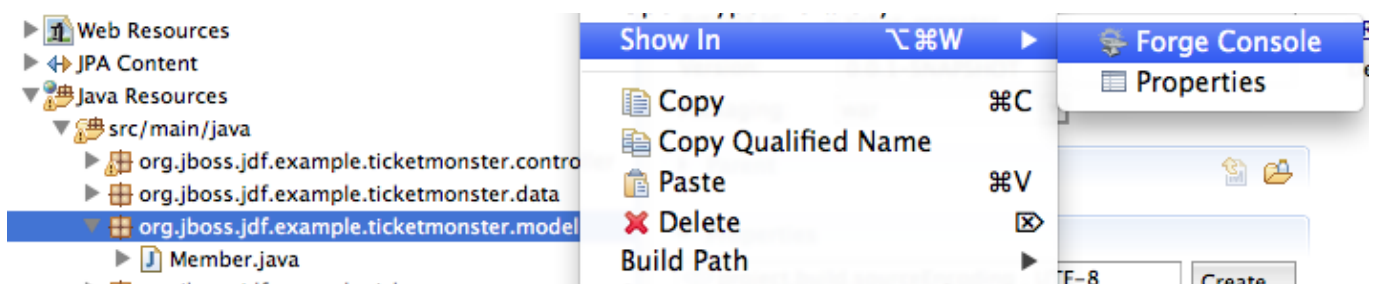 Web Resources
JPA Content
Java Resources
src/main/java
org.jboss.jdf.example.ticketmonster.contro
org.jboss.jdf.example.ticketmonster.data
org.jboss.jdf.example.ticketmonster.model
Member.java
Show In ⌥⌘W
Copy ⌘C
Copy Qualified Name
Paste ⌘V
Delete ⌦
Build Path
Forge Console
Properties
Create